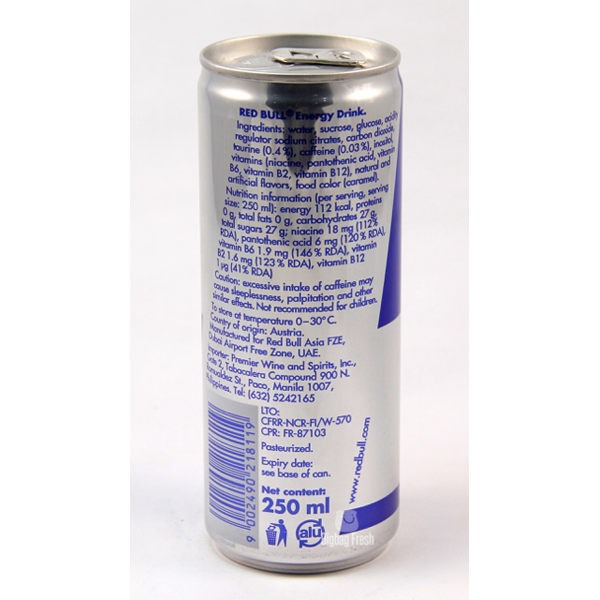 RED BULL® Energy Drink.
Ingredients: water, sucrose, glucose, acidity
regulator sodium citrates, carbon dioxide,
taurine (0.4%), caffeine (0.03%), inositol,
vitamins (niacine, pantothenic acid, vitamin
B6, vitamin B2, vitamin B12), natural and
artificial flavors, food color (caramel).
Nutrition information (per serving, serving
size: 250 ml): energy 112 kcal, proteins
0 g, total fats 0 g, carbohydrates 27 g,
total sugars 27 g; niacine 18 mg (112%
RDA), pantothenic acid 6 mg (120% RDA),
vitamin B6 1.9 mg (146% RDA), vitamin
B2 1.6 mg (123% RDA), vitamin B12
1 µg (41% RDA)
Caution: excessive intake of caffeine may
cause sleeplessness, palpitation and other
similar effects. Not recommended for children.
To store at temperature 0–30°C.
Country of origin: Austria.
Manufactured for Red Bull Asia FZE,
Dubai Airport Free Zone, UAE.
Importer: Premier Wine and Spirits, Inc.,
Gate 2, Tabacalera Compound 900 N.
Romualdez St., Paco, Manila 1007,
Philippines. Tel: (632) 5242165
LTO:
CFRR-NCR-FI/W-570
CPR: FR-87103
Pasteurized.
Expiry date:
see base of can.
Net content:
250 ml
alu
9 002490 218119
www.redbull.com
Bigbag Fresh